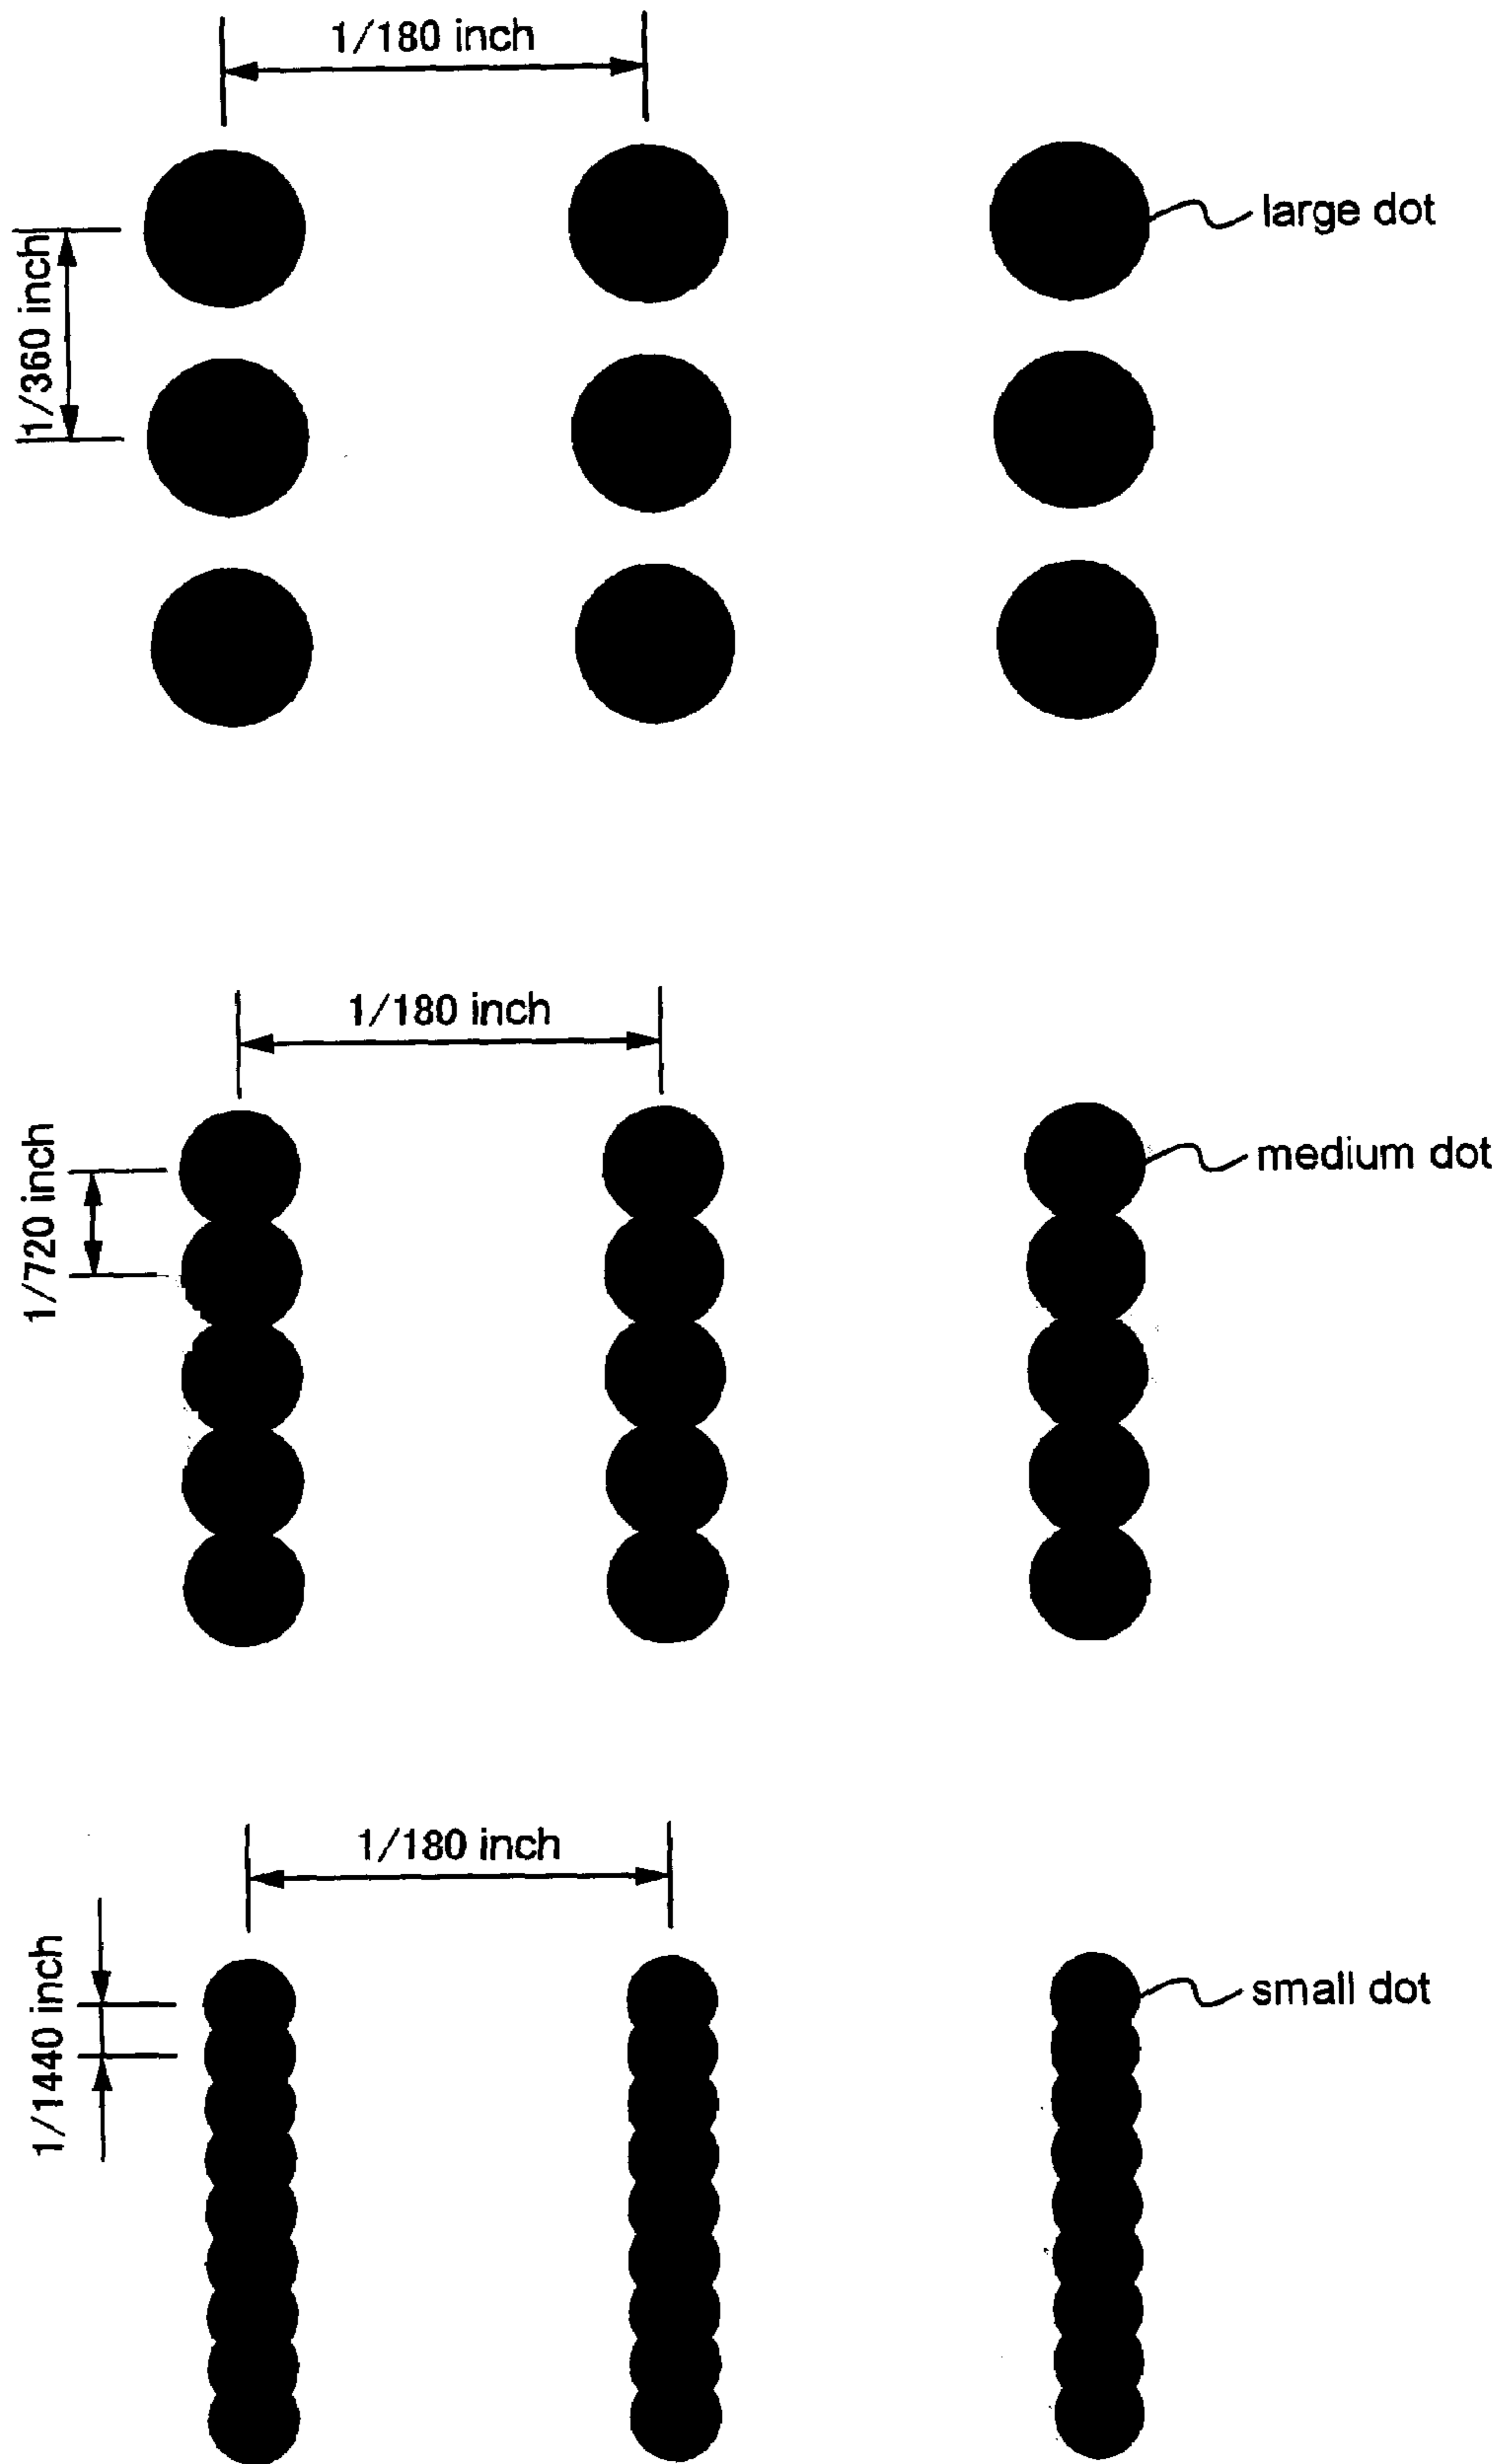 1/180 inch
large dot
1/360 inch
1/180 inch
1/720 inch
medium dot
1/180 inch
1/1440 inch
small dot